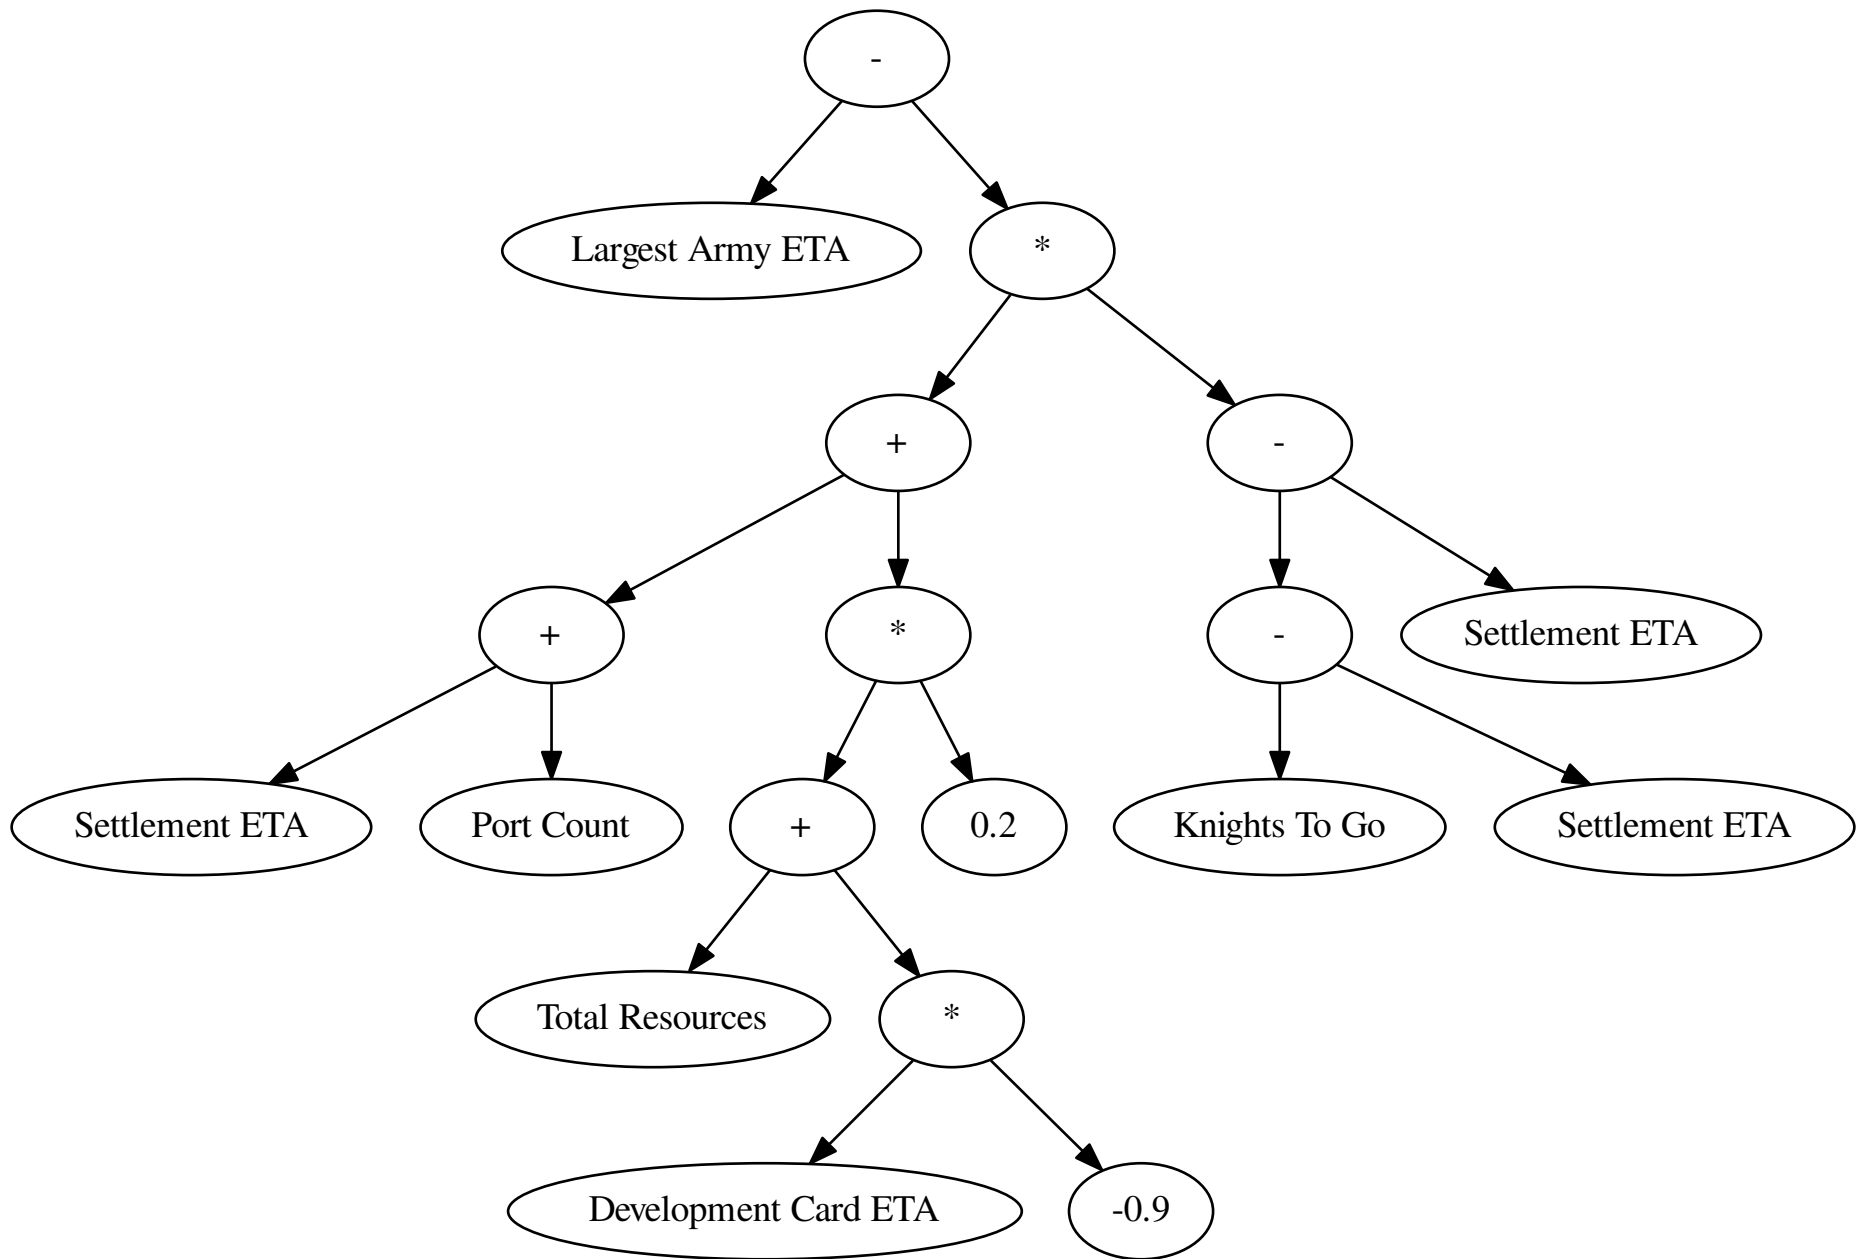 -
Largest Army ETA
*
+
-
+
*
-
Settlement ETA
Settlement ETA
Port Count
+
0.2
Knights To Go
Settlement ETA
Total Resources
*
Development Card ETA
-0.9